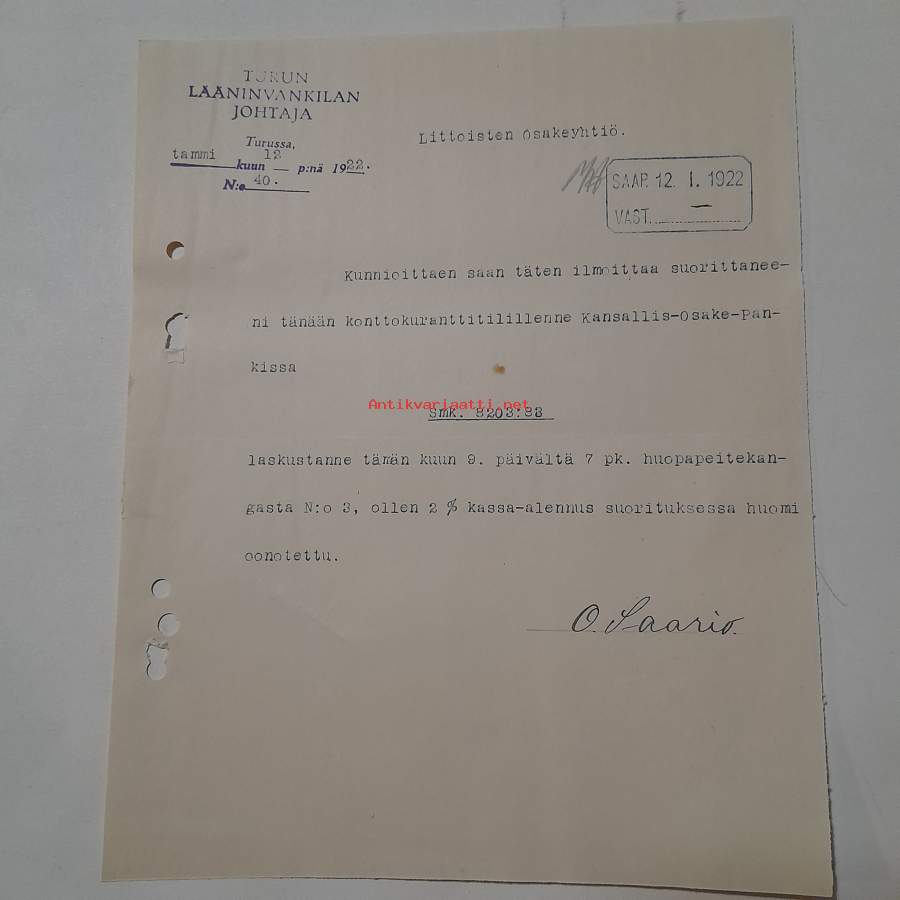 TURUN
LÄÄNINVANKILAN
JOHTAJA
Turussa,
tammi kuun 12 p:nä 1922.
N:o 40.
Littoisten Osakeyhtiö.
SAAP. 12. I. 1922
VAST. —
Kunnioittaen saan täten ilmoittaa suorittanee-
ni tänään konttokuranttitilillenne Kansallis-Osake-Pan-
kissa
Antikvariaatti.net
Smk. 8203:83
laskustanne tämän kuun 9. päivältä 7 pk. huopapeitekan-
gasta N:o 3, ollen 2 % kassa-alennus suorituksessa huomi
oonotettu.
O. Saario.